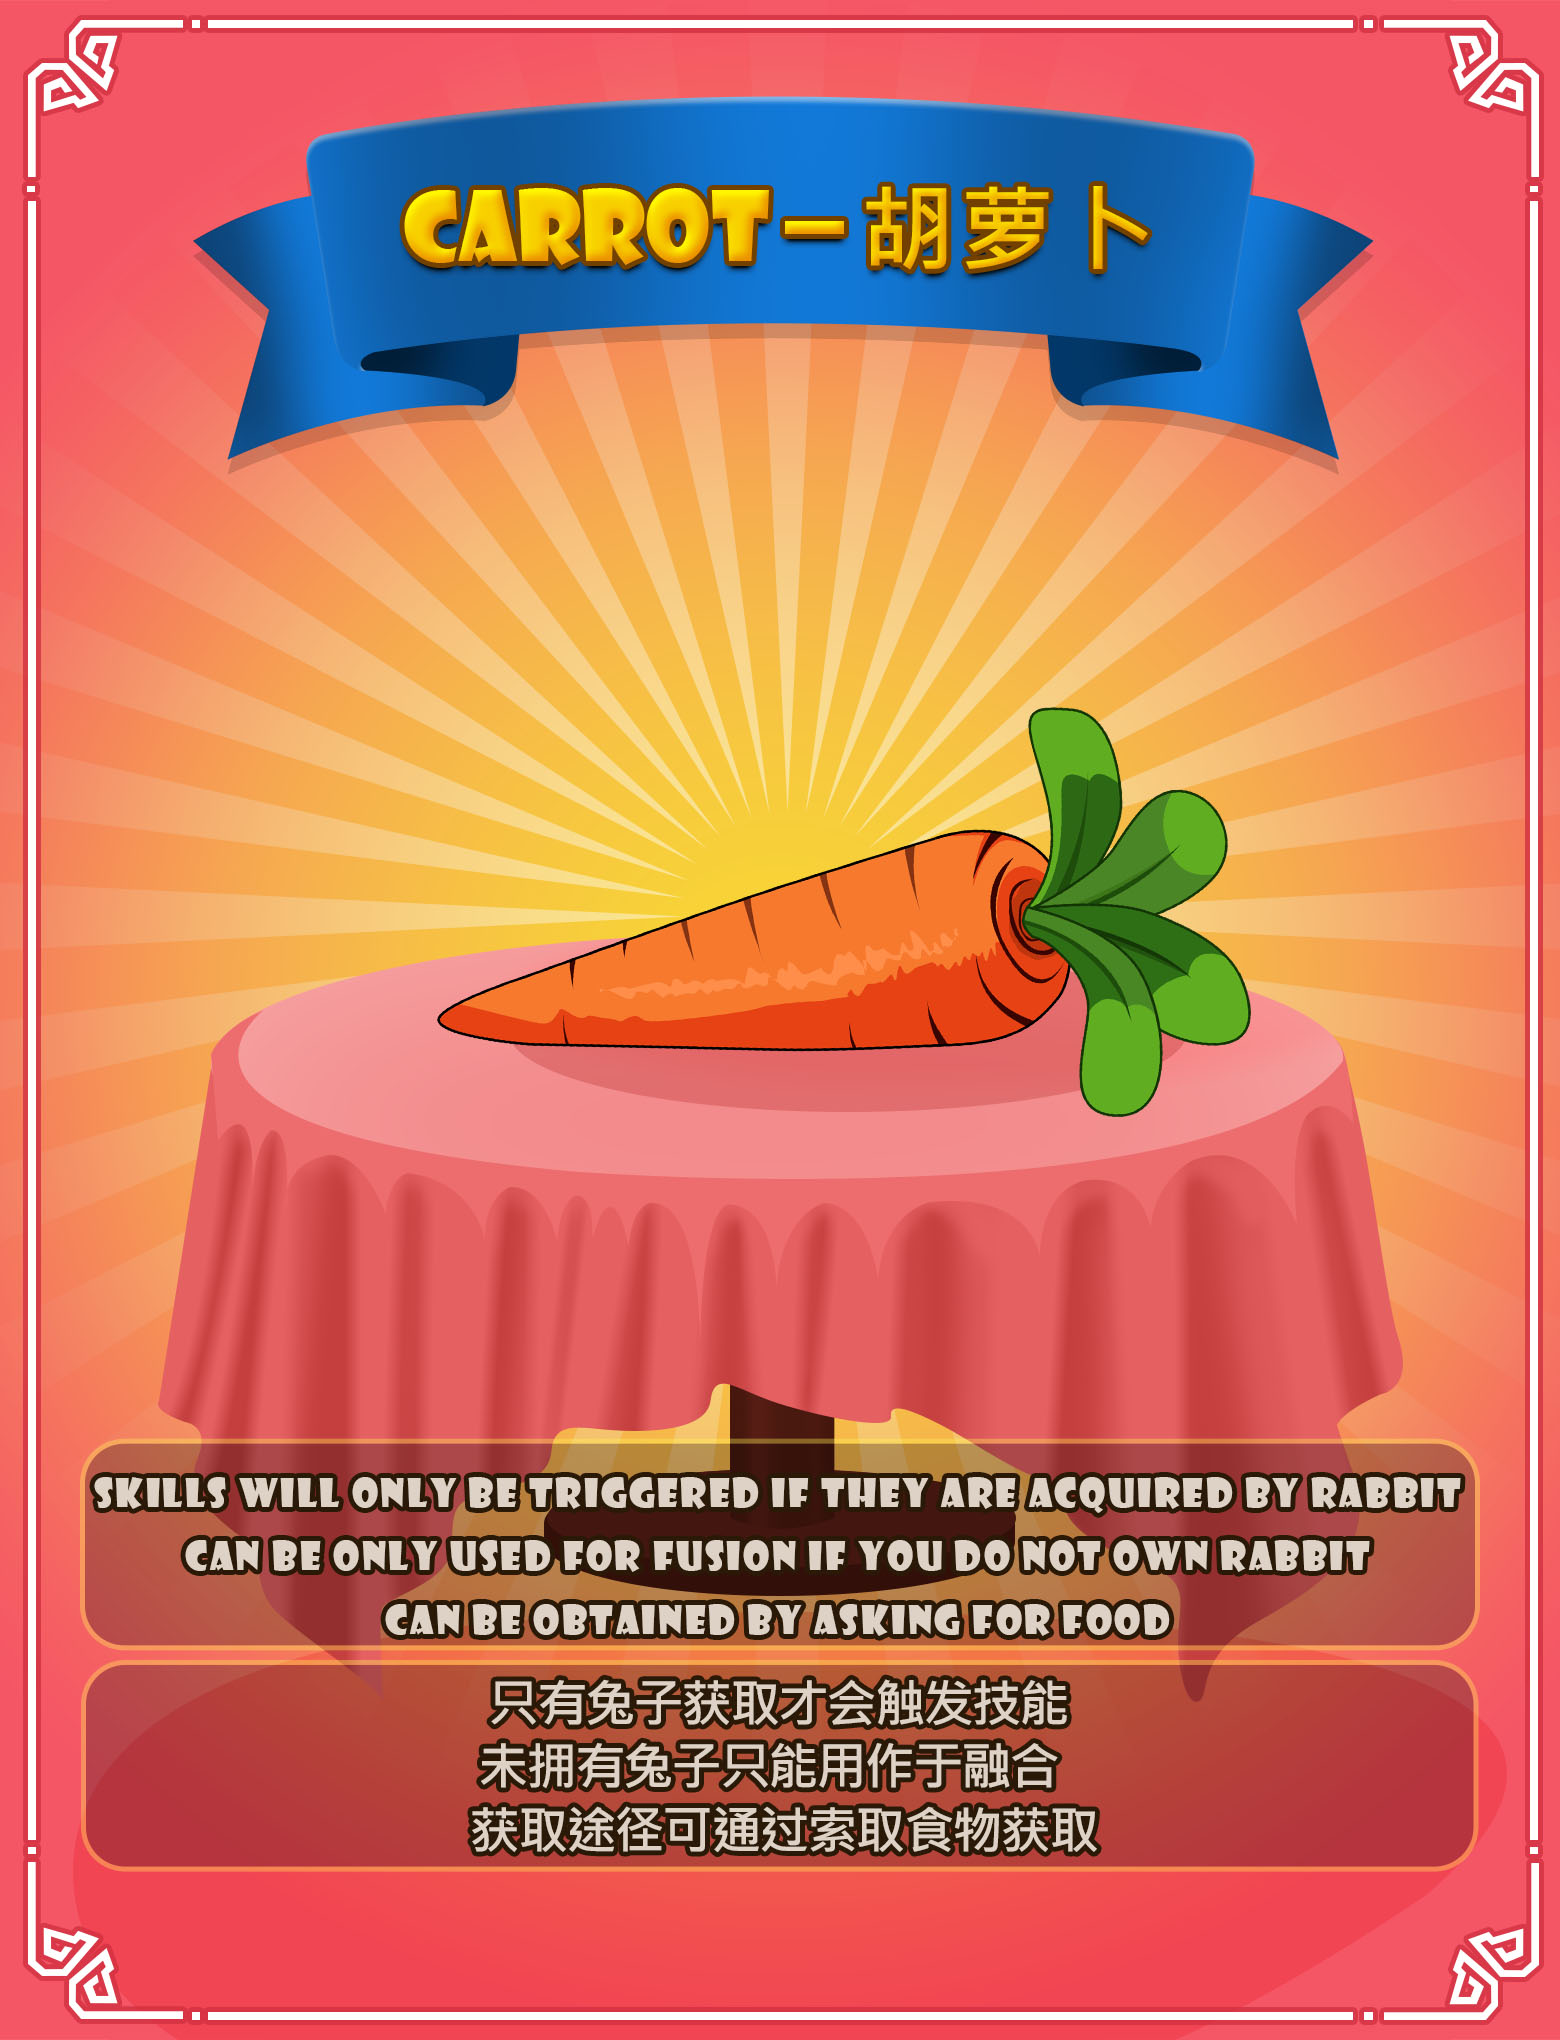 CARROT – 胡萝卜
SKILLS WILL ONLY BE TRIGGERED IF THEY ARE ACQUIRED BY RABBIT
CAN BE ONLY USED FOR FUSION IF YOU DO NOT OWN RABBIT
CAN BE OBTAINED BY ASKING FOR FOOD
只有兔子获取才会触发技能
未拥有兔子只能用作于融合
获取途径可通过索取食物获取